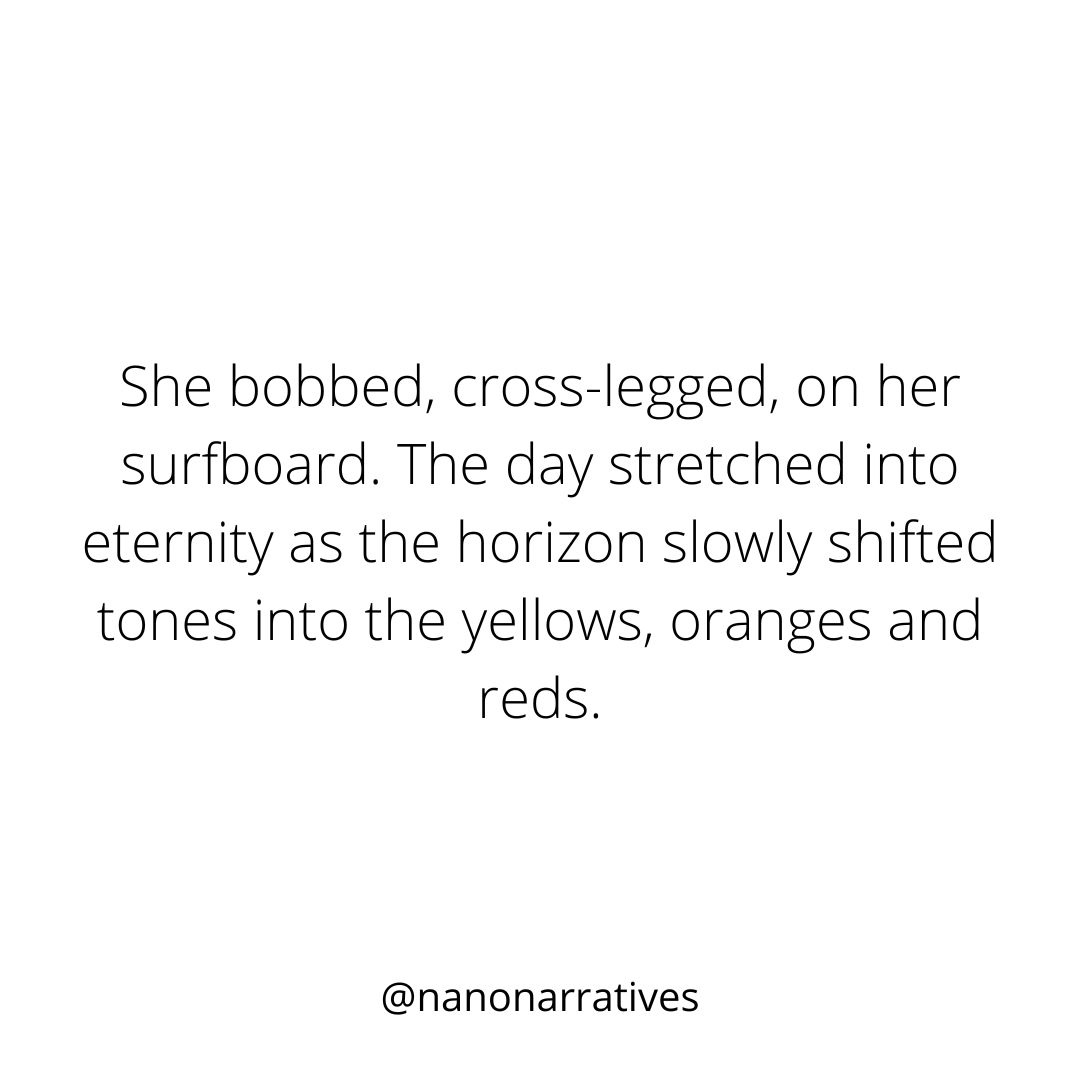 She bobbed, cross-legged, on her
surfboard. The day stretched into
eternity as the horizon slowly shifted
tones into the yellows, oranges and
reds.
@nanonarratives